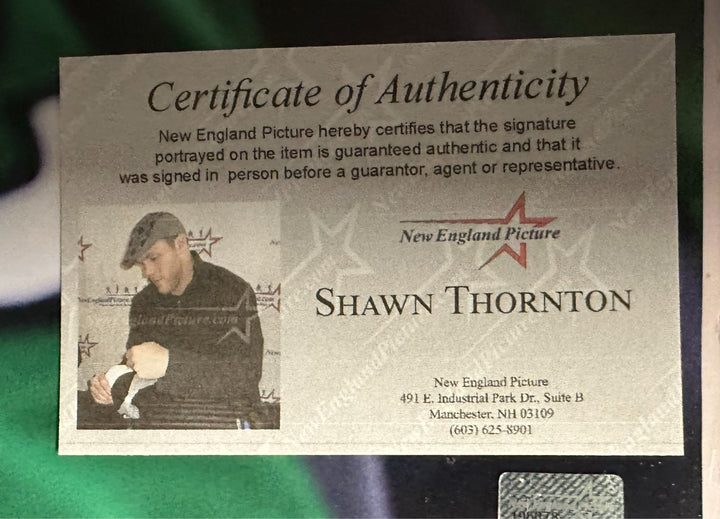 Certificate of Authenticity
New England Picture hereby certifies that the signature
portrayed on the item is guaranteed authentic and that it
was signed in person before a guarantor, agent or representative.
New England Picture
SHAWN THORNTON
New England Picture
491 E. Industrial Park Dr., Suite B
Manchester, NH 03109
(603) 625-8901